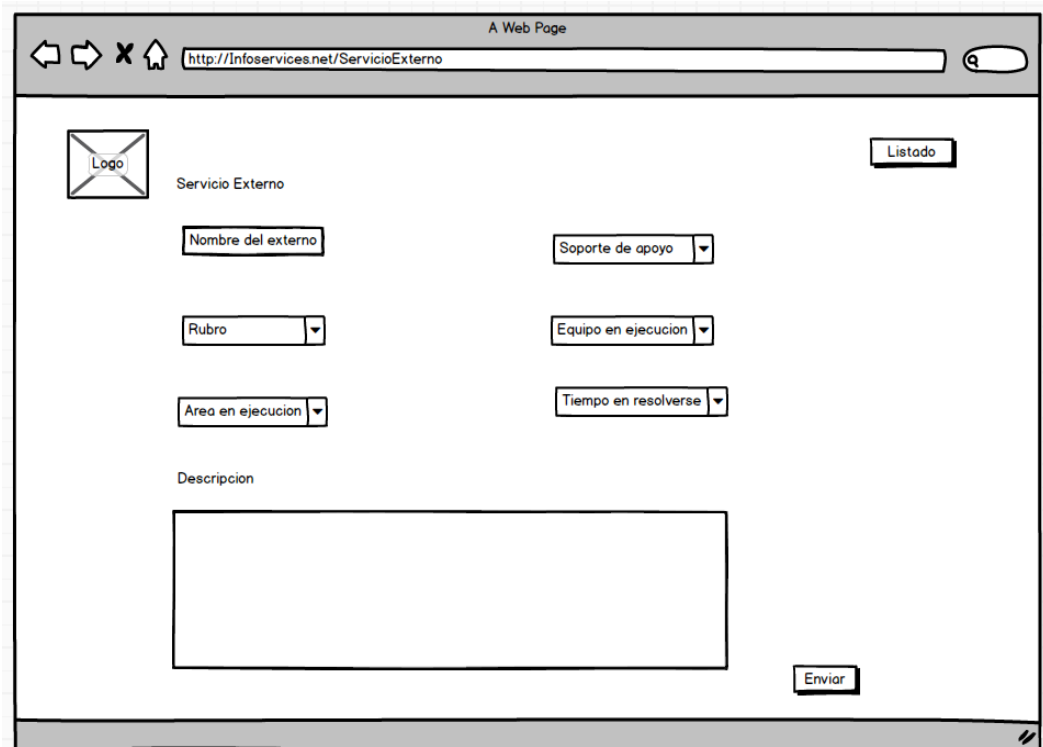 A Web Page
http://Infoservices.net/ServicioExterno
Logo
Listado
Servicio Externo
Nombre del externo
Soporte de apoyo
Rubro
Equipo en ejecucion
Area en ejecucion
Tiempo en resolverse
Descripcion
Enviar